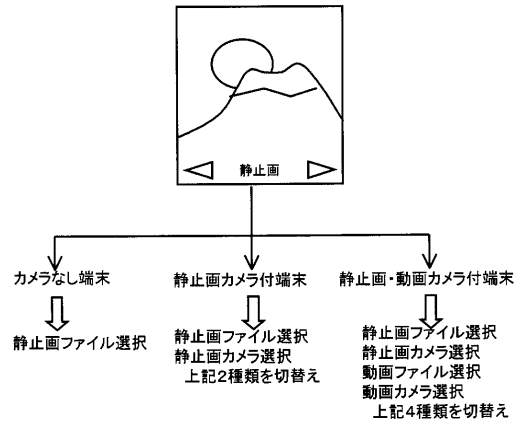 静止画
カメラなし端末
静止画ファイル選択
静止画カメラ付端末
静止画ファイル選択
静止画カメラ選択
上記2種類を切替え
静止画・動画カメラ付端末
静止画ファイル選択
静止画カメラ選択
動画ファイル選択
動画カメラ選択
上記4種類を切替え